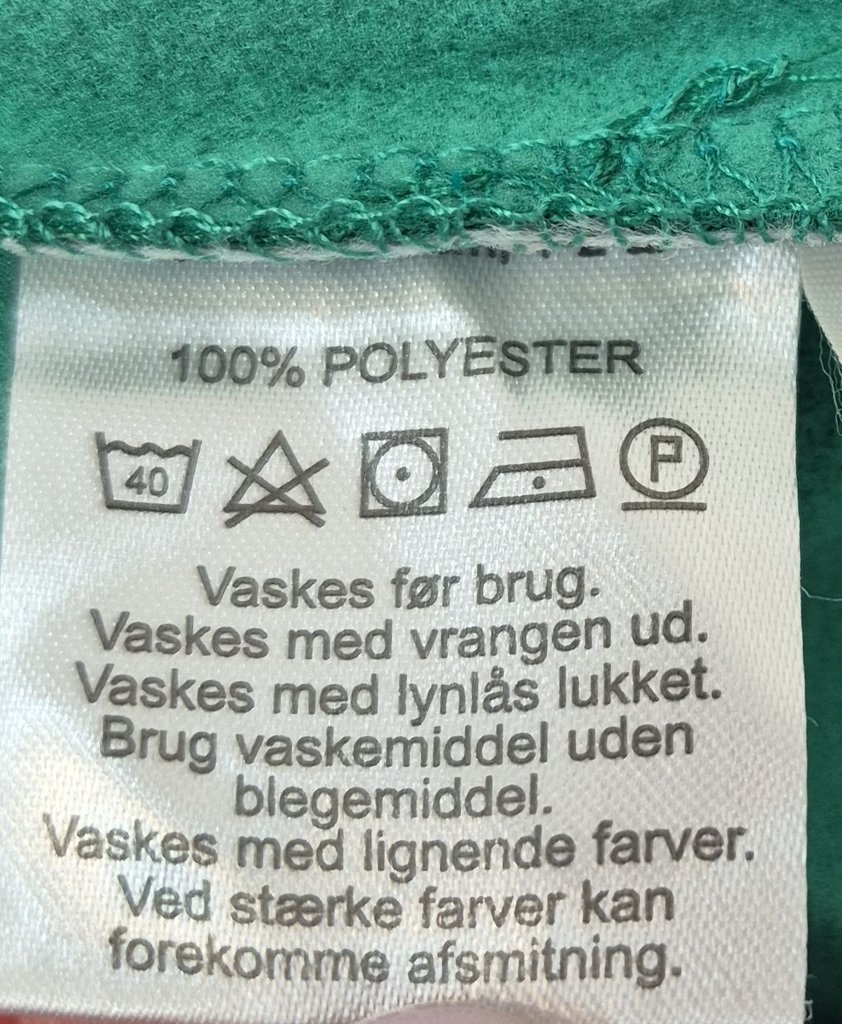 100% POLYESTER
40 P
Vaskes før brug.
Vaskes med vrangen ud.
Vaskes med lynlås lukket.
Brug vaskemiddel uden
blegemiddel.
Vaskes med lignende farver.
Ved stærke farver kan
forekomme afsmitning.